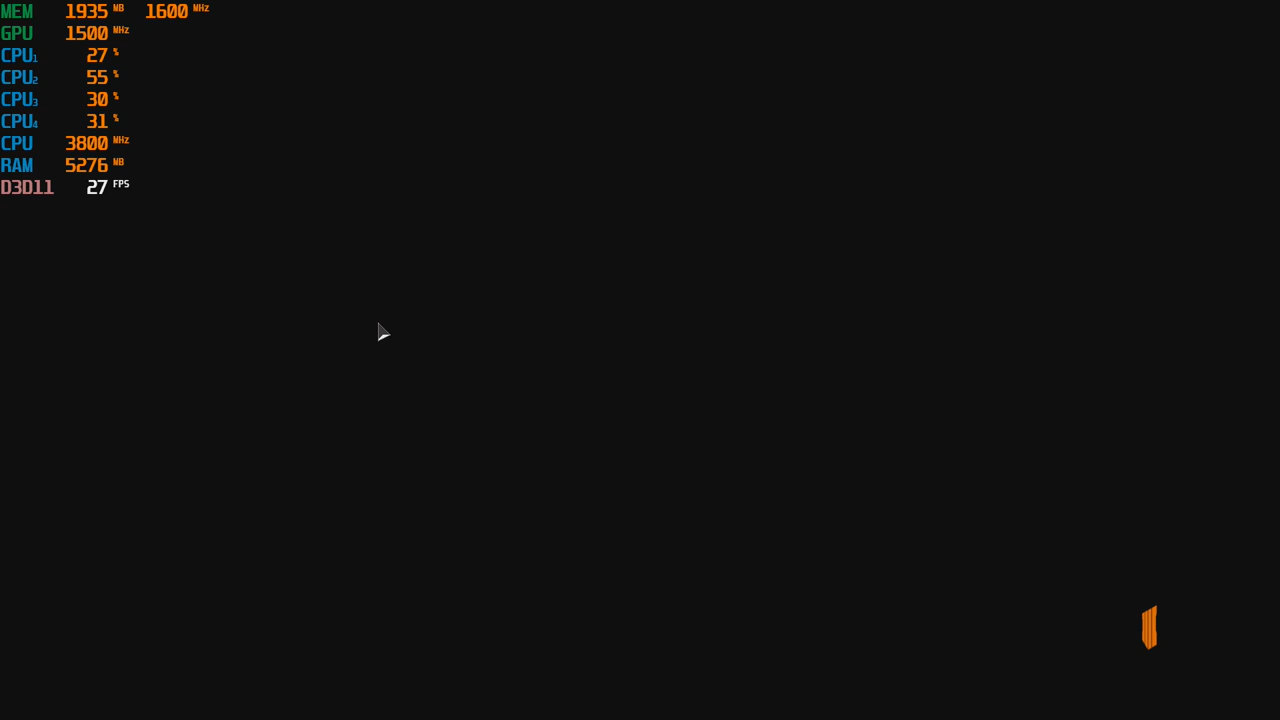 MEM 1935 MB 1600 MHz
GPU 1500 MHz
CPU1 27 %
CPU2 55 %
CPU3 30 %
CPU4 31 %
CPU 3800 MHz
RAM 5276 MB
D3D11 27 FPS